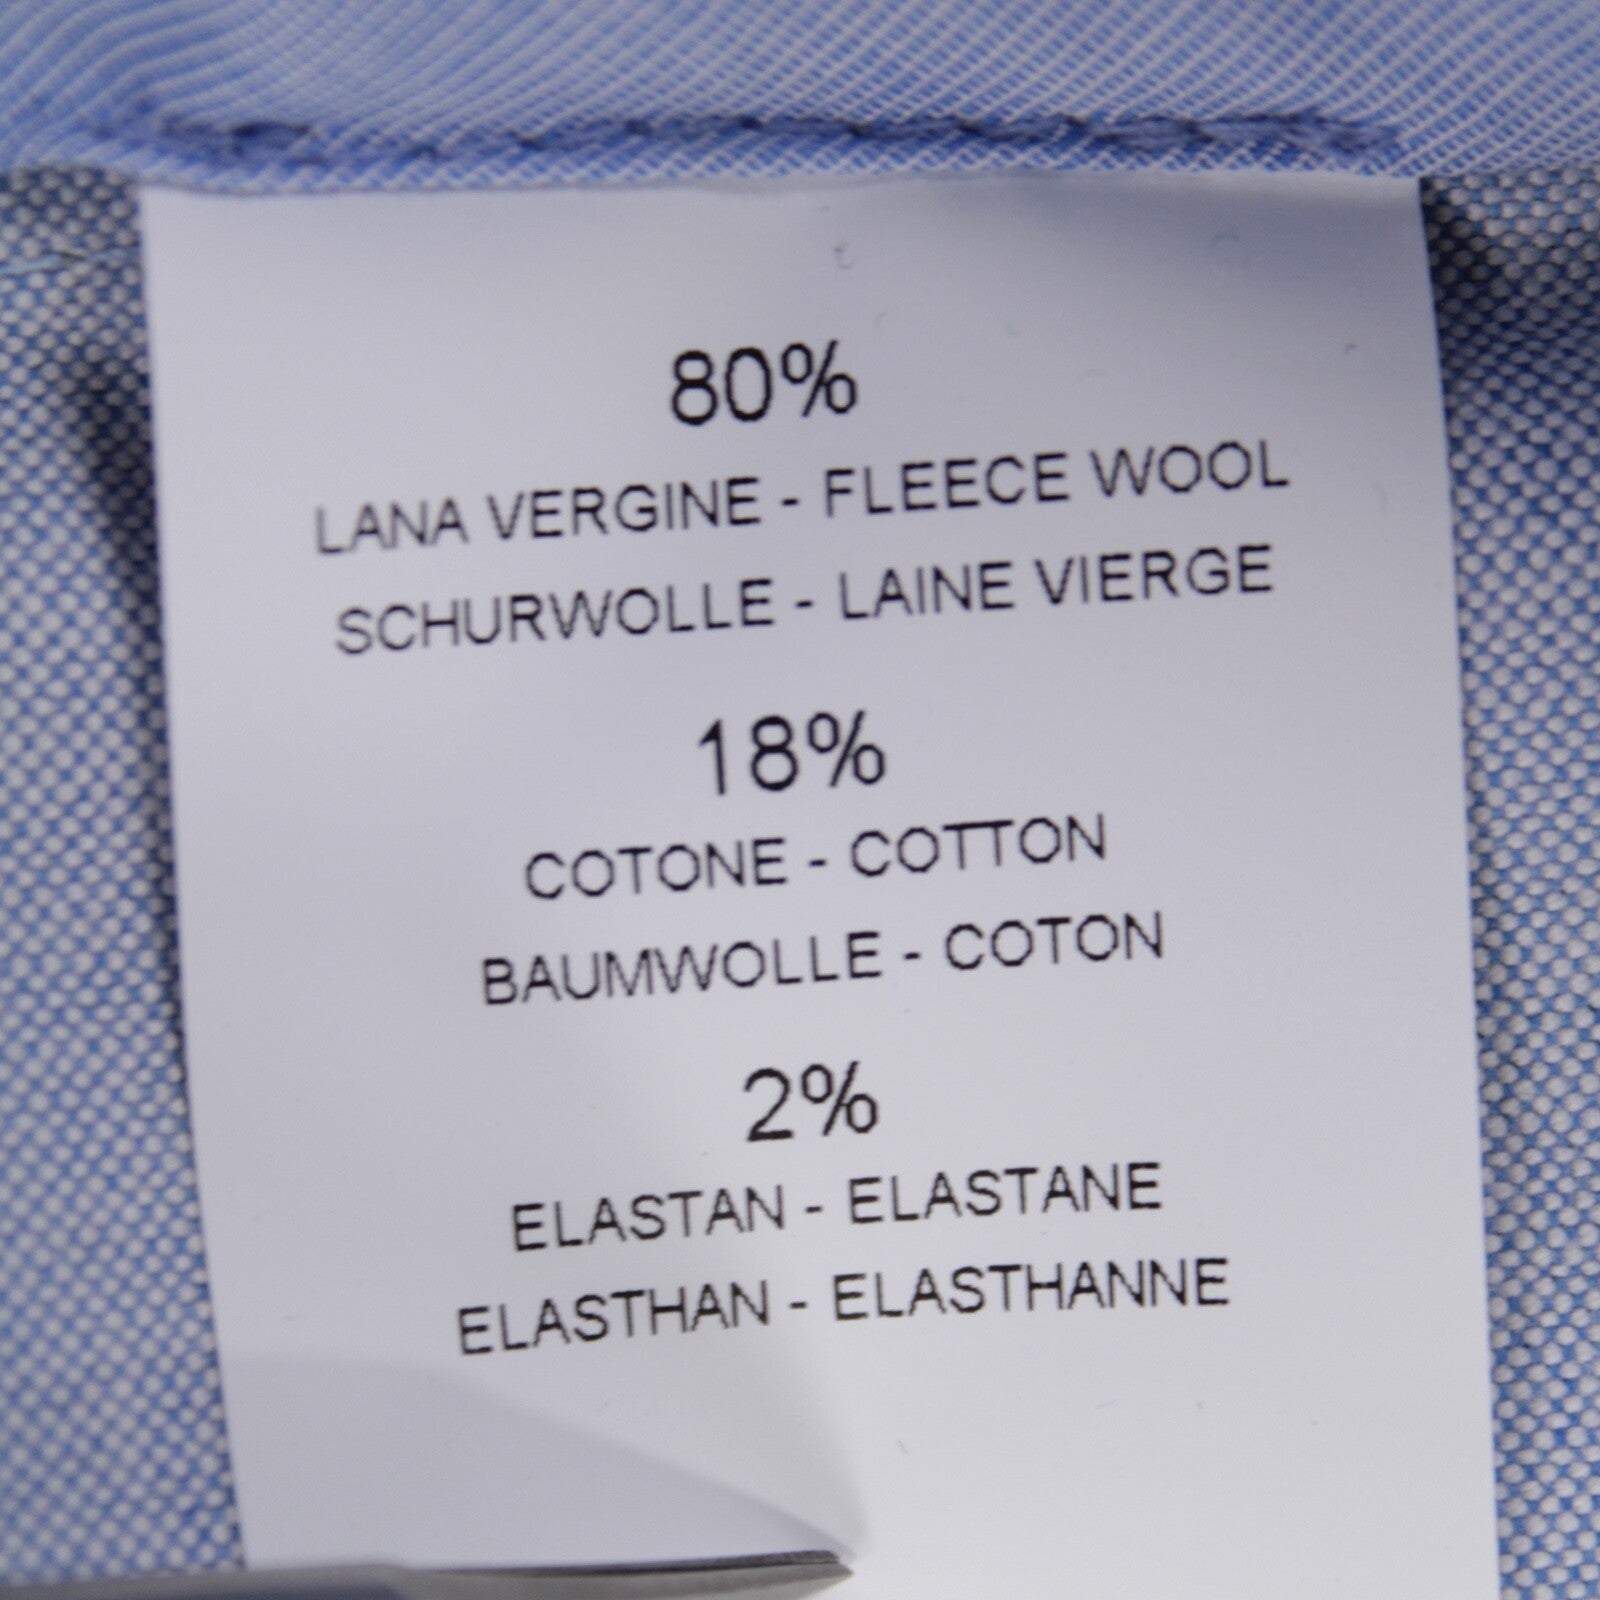 80%
LANA VERGINE - FLEECE WOOL
SCHURWOLLE - LAINE VIERGE
18%
COTONE - COTTON
BAUMWOLLE - COTON
2%
ELASTAN - ELASTANE
ELASTHAN - ELASTHANNE